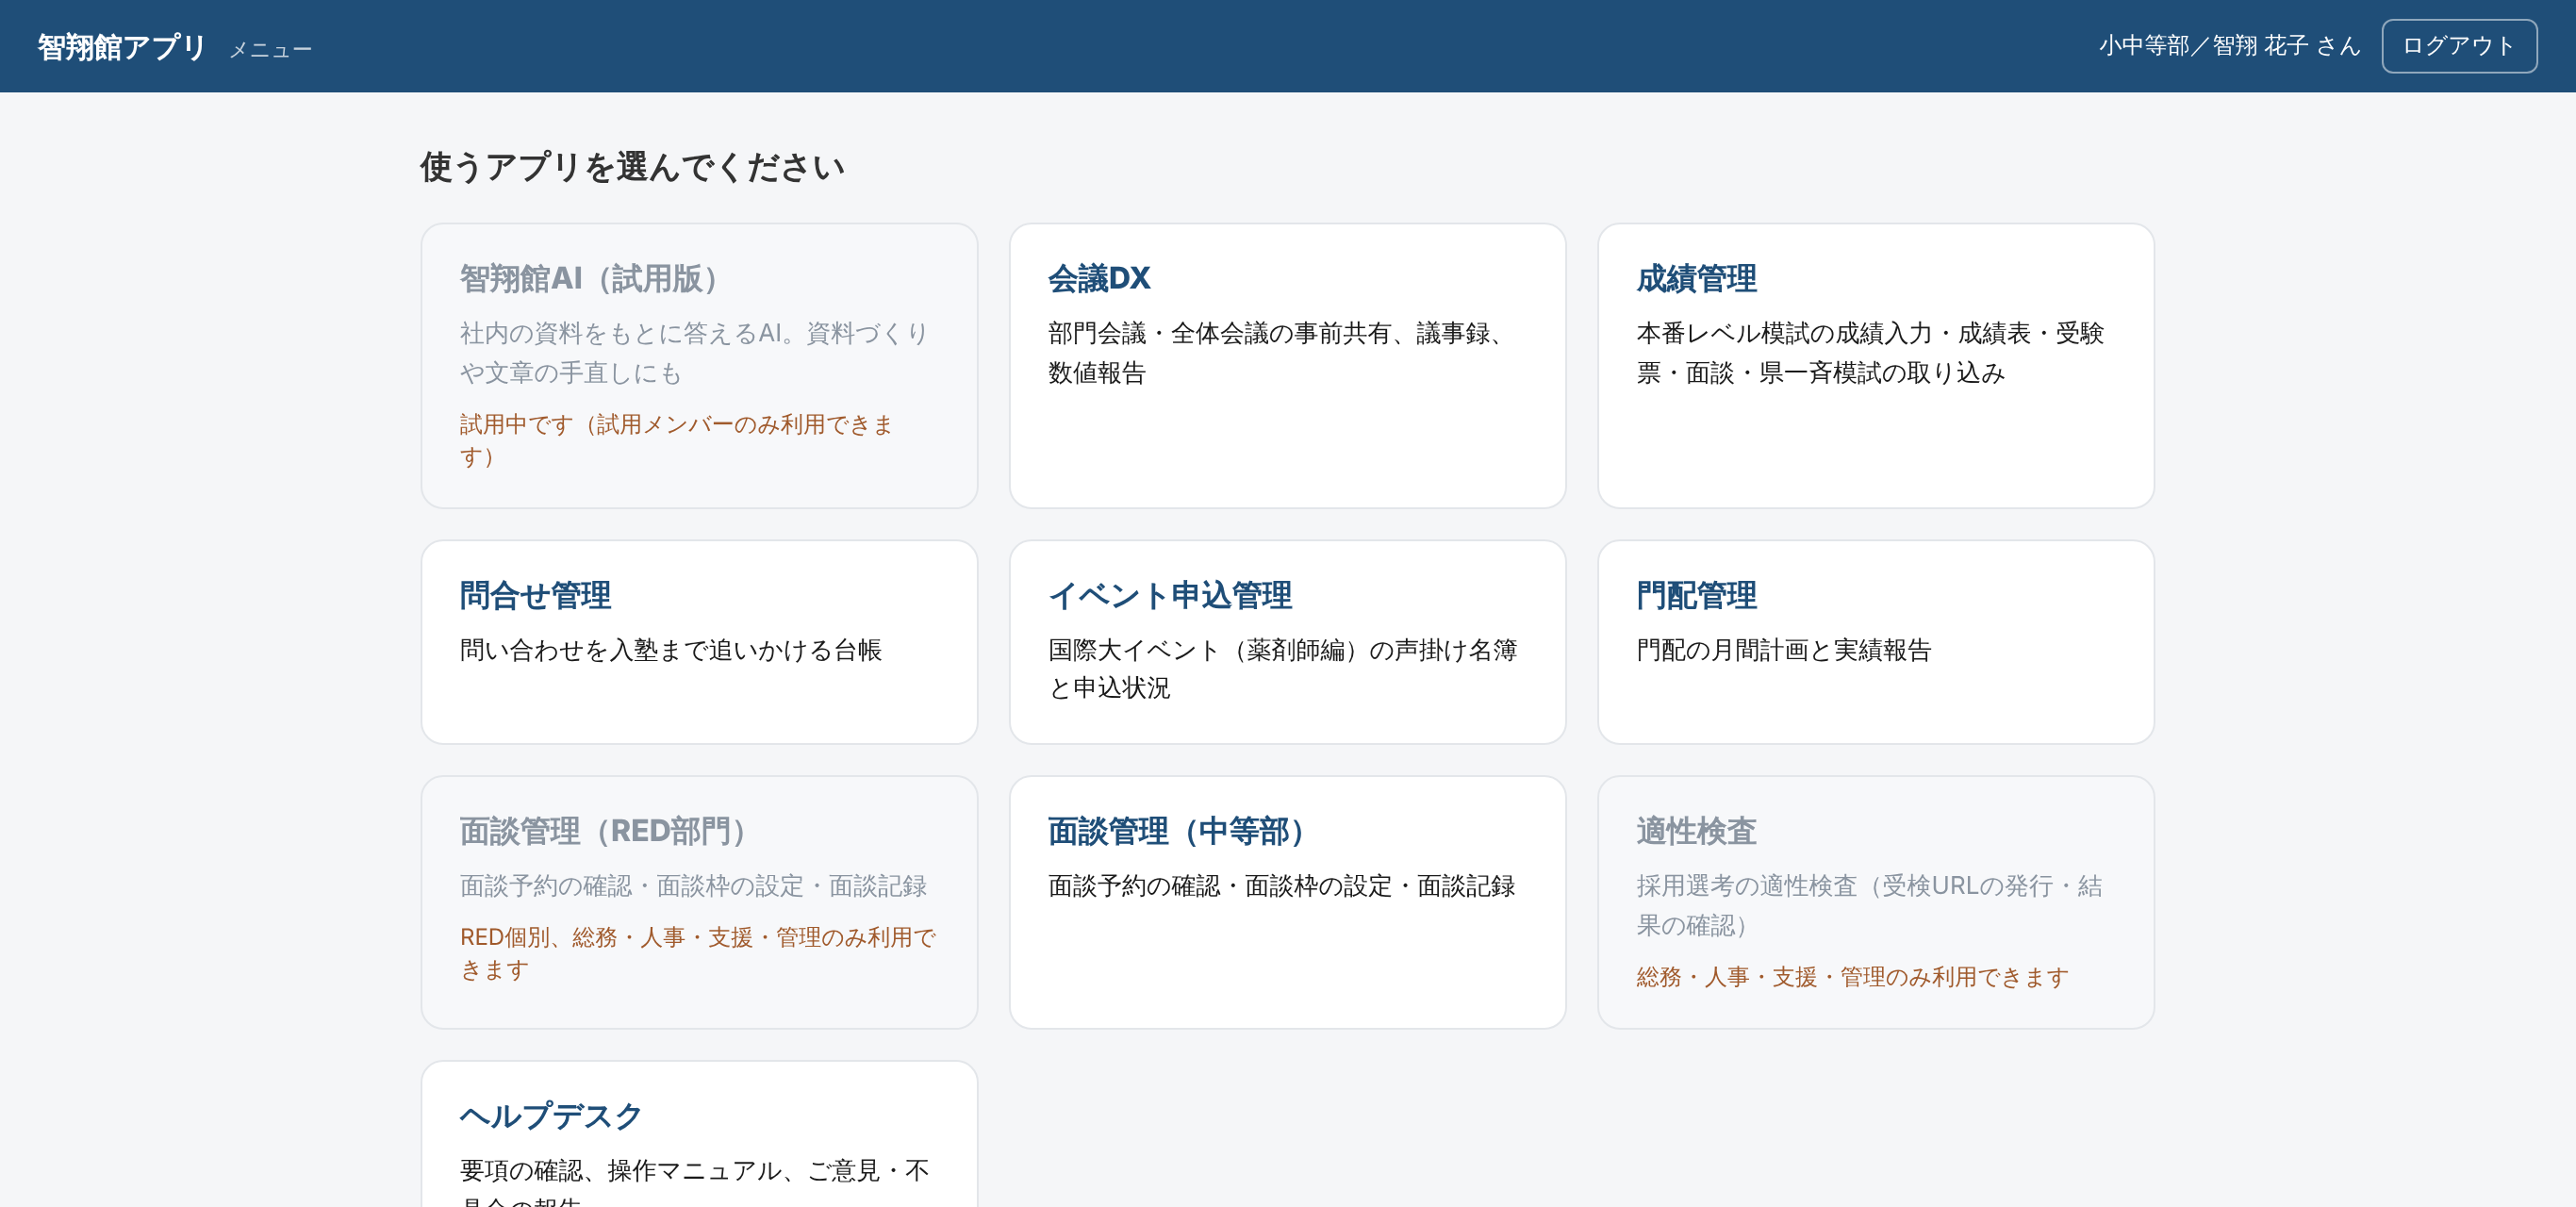 智翔館アプリ メニュー
小中等部／智翔 花子 さん ログアウト
使うアプリを選んでください
智翔館AI（試用版）
社内の資料をもとに答えるAI。資料づくり
や文章の手直しにも
試用中です（試用メンバーのみ利用できま
す）
会議DX
部門会議・全体会議の事前共有、議事録、
数値報告
成績管理
本番レベル模試の成績入力・成績表・受験
票・面談・県一斉模試の取り込み
問合せ管理
問い合わせを入塾まで追いかける台帳
イベント申込管理
国際大イベント（薬剤師編）の声掛け名簿
と申込状況
門配管理
門配の月間計画と実績報告
面談管理（RED部門）
面談予約の確認・面談枠の設定・面談記録
RED個別、総務・人事・支援・管理のみ利用で
きます
面談管理（中等部）
面談予約の確認・面談枠の設定・面談記録
適性検査
採用選考の適性検査（受検URLの発行・結
果の確認）
総務・人事・支援・管理のみ利用できます
ヘルプデスク
要項の確認、操作マニュアル、ご意見・不